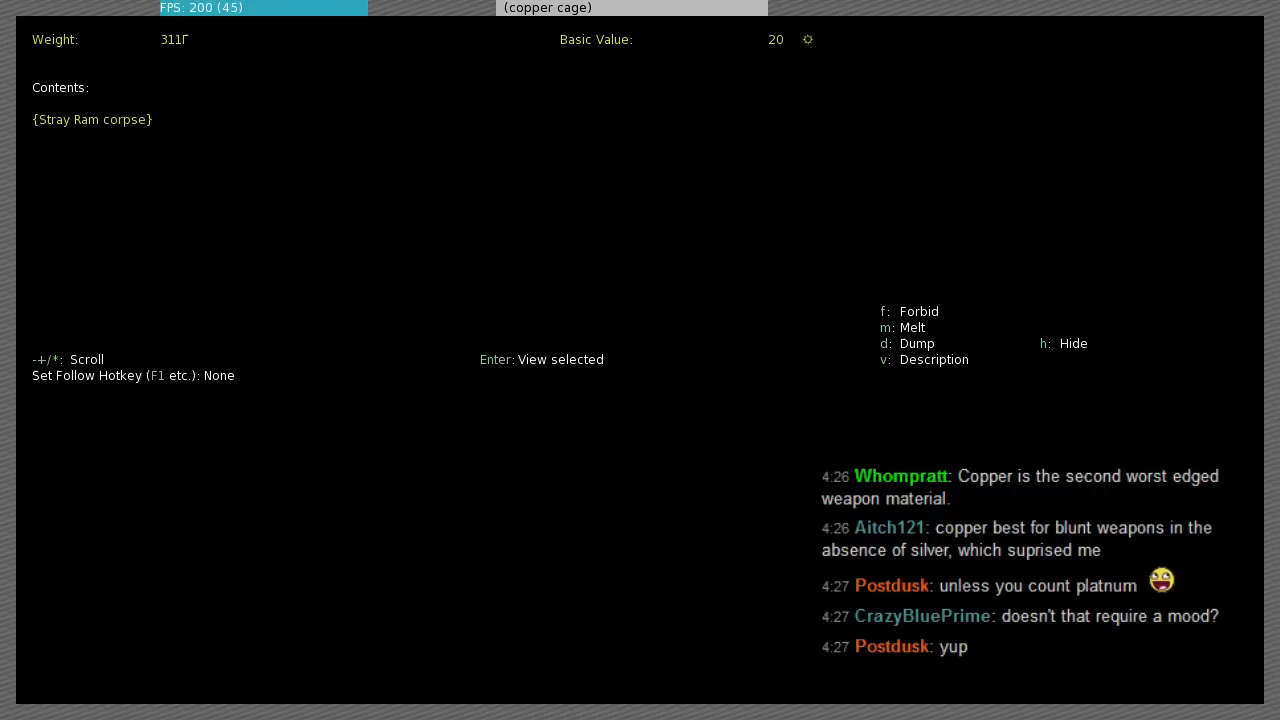 FPS: 200 (45) (copper cage)
Weight: 311Γ Basic Value: 20 ☼
Contents:
{Stray Ram corpse}
f: Forbid
m: Melt
d: Dump h: Hide
-+/*: Scroll Enter: View selected v: Description
Set Follow Hotkey (F1 etc.): None
4:26 Whompratt: Copper is the second worst edged
weapon material.
4:26 Aitch121: copper best for blunt weapons in the
absence of silver, which suprised me
4:27 Postdusk: unless you count platnum
4:27 CrazyBluePrime: doesn't that require a mood?
4:27 Postdusk: yup